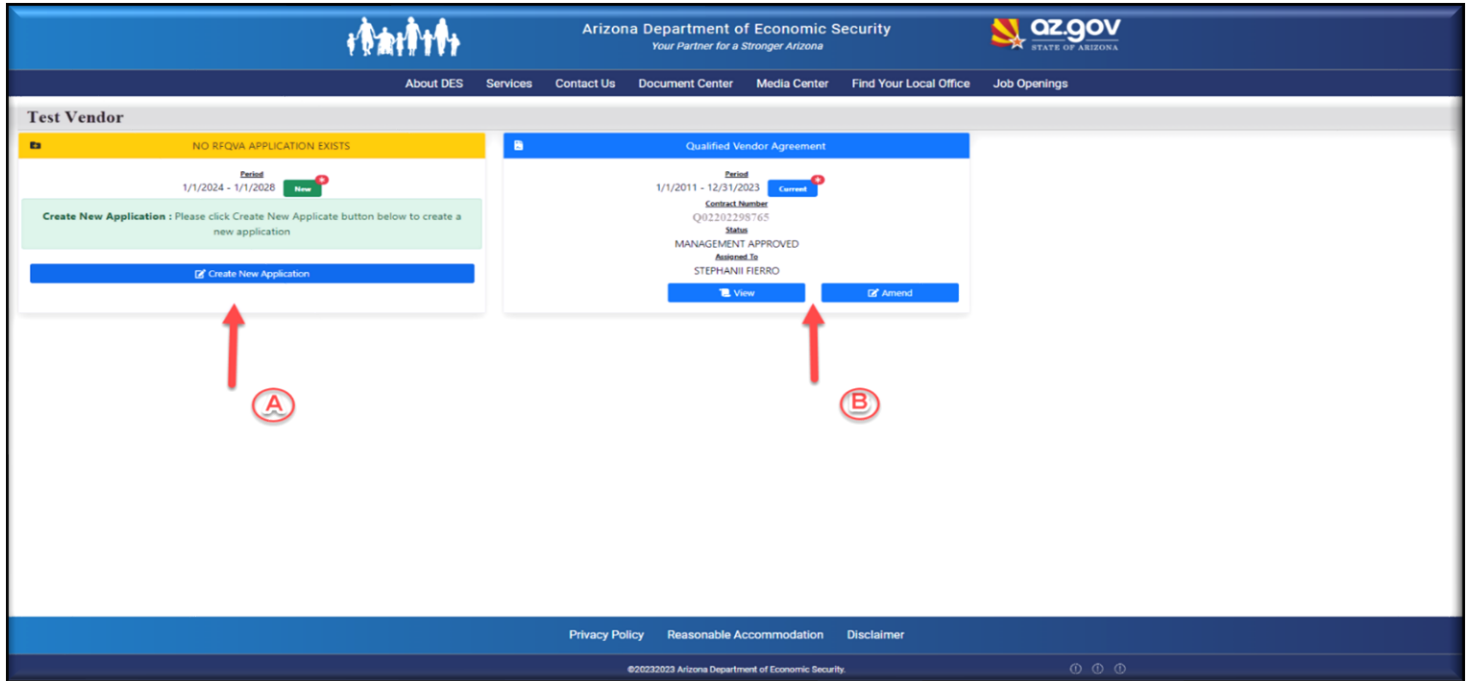 Arizona Department of Economic Security
Your Partner for a Stronger Arizona
az.gov
STATE OF ARIZONA
About DES Services Contact Us Document Center Media Center Find Your Local Office Job Openings
Test Vendor
NO RFQVA APPLICATION EXISTS
Period
1/1/2024 - 1/1/2028 New
Create New Application : Please click Create New Applicate button below to create a
new application
Create New Application
A
Qualified Vendor Agreement
Period
1/1/2011 - 12/31/2023 Current
Contract Number
Q02202298765
Status
MANAGEMENT APPROVED
Assigned To
STEPHANII FIERRO
View Amend
B
Privacy Policy Reasonable Accommodation Disclaimer
©20232023 Arizona Department of Economic Security.